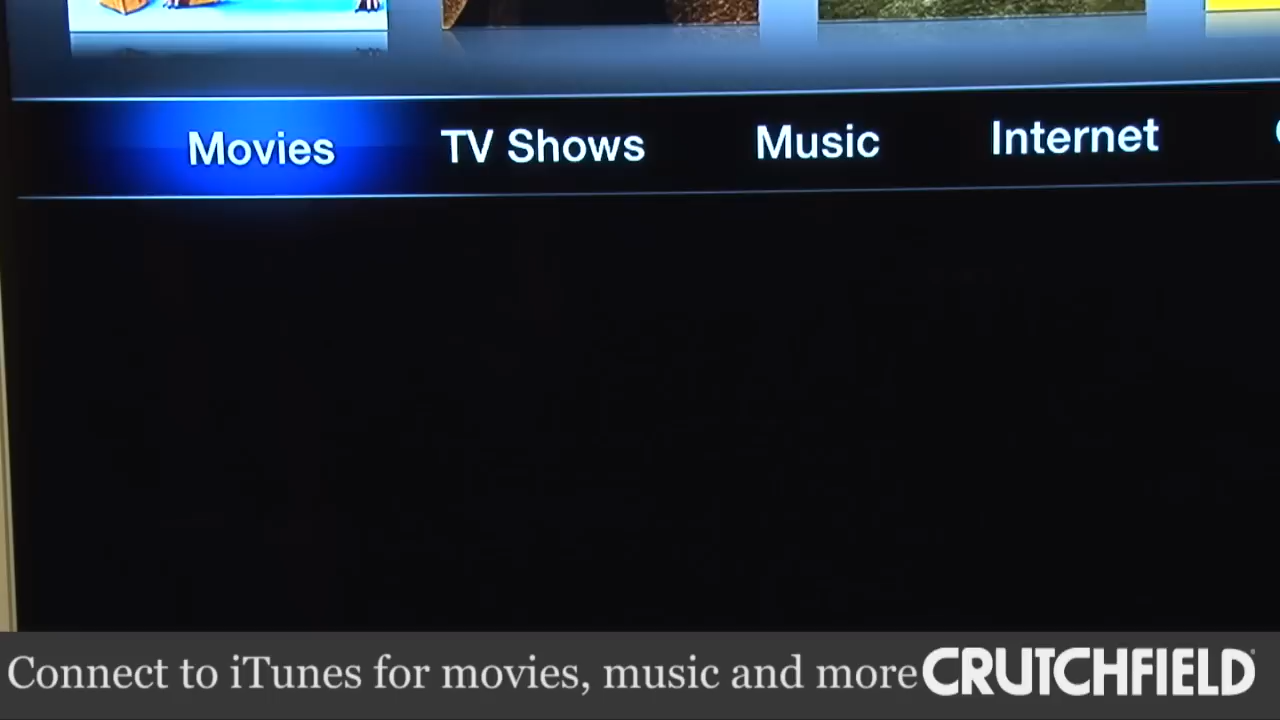 Movies TV Shows Music Internet
Connect to iTunes for movies, music and more CRUTCHFIELD